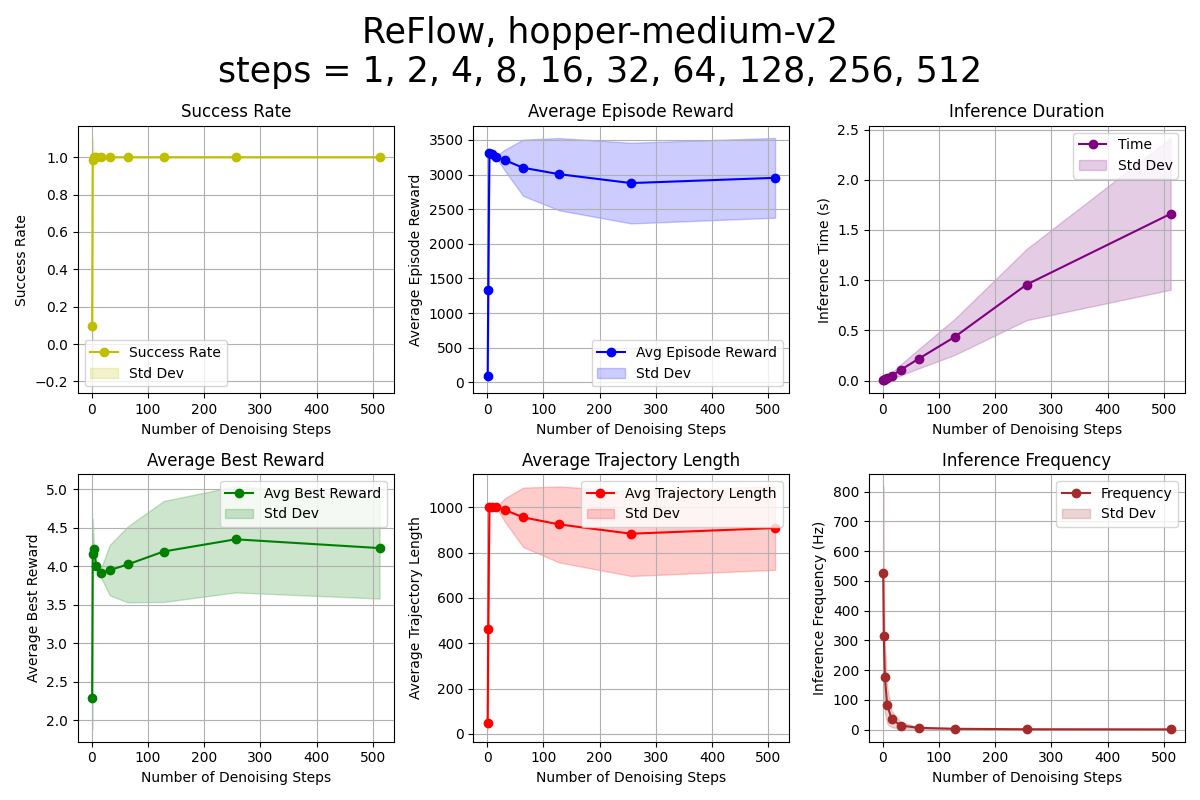 ReFlow, hopper-medium-v2
steps = 1, 2, 4, 8, 16, 32, 64, 128, 256, 512
Success Rate
Success Rate
1.0
0.8
0.6
0.4
0.2
0.0
−0.2
Success Rate
Std Dev
0 100 200 300 400 500
Number of Denoising Steps
Average Episode Reward
Average Episode Reward
3500
3000
2500
2000
1500
1000
500
0
Avg Episode Reward
Std Dev
0 100 200 300 400 500
Number of Denoising Steps
Inference Duration
Inference Time (s)
2.5
2.0
1.5
1.0
0.5
0.0
Time
Std Dev
0 100 200 300 400 500
Number of Denoising Steps
Average Best Reward
Average Best Reward
5.0
4.5
4.0
3.5
3.0
2.5
2.0
Avg Best Reward
Std Dev
0 100 200 300 400 500
Number of Denoising Steps
Average Trajectory Length
Average Trajectory Length
1000
800
600
400
200
0
Avg Trajectory Length
Std Dev
0 100 200 300 400 500
Number of Denoising Steps
Inference Frequency
Inference Frequency (Hz)
800
700
600
500
400
300
200
100
0
Frequency
Std Dev
0 100 200 300 400 500
Number of Denoising Steps